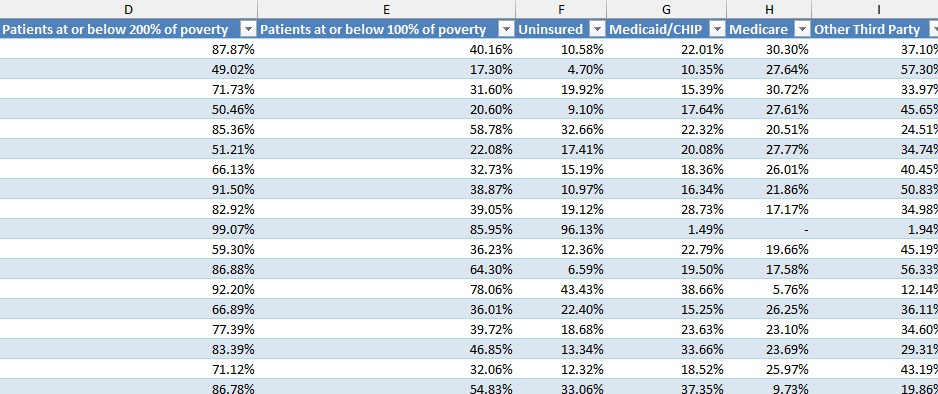 D E F G H I
Patients at or below 200% of poverty Patients at or below 100% of poverty Uninsured Medicaid/CHIP Medicare Other Third Party
87.87% 40.16% 10.58% 22.01% 30.30% 37.10%
49.02% 17.30% 4.70% 10.35% 27.64% 57.30%
71.73% 31.60% 19.92% 15.39% 30.72% 33.97%
50.46% 20.60% 9.10% 17.64% 27.61% 45.65%
85.36% 58.78% 32.66% 22.32% 20.51% 24.51%
51.21% 22.08% 17.41% 20.08% 27.77% 34.74%
66.13% 32.73% 15.19% 18.36% 26.01% 40.45%
91.50% 38.87% 10.97% 16.34% 21.86% 50.83%
82.92% 39.05% 19.12% 28.73% 17.17% 34.98%
99.07% 85.95% 96.13% 1.49% - 1.94%
59.30% 36.23% 12.36% 22.79% 19.66% 45.19%
86.88% 64.30% 6.59% 19.50% 17.58% 56.33%
92.20% 78.06% 43.43% 38.66% 5.76% 12.14%
66.89% 36.01% 22.40% 15.25% 26.25% 36.11%
77.39% 39.72% 18.68% 23.63% 23.10% 34.60%
83.39% 46.85% 13.34% 33.66% 23.69% 29.31%
71.12% 32.06% 12.32% 18.52% 25.97% 43.19%
86.78% 54.83% 33.06% 37.35% 9.73% 19.86%